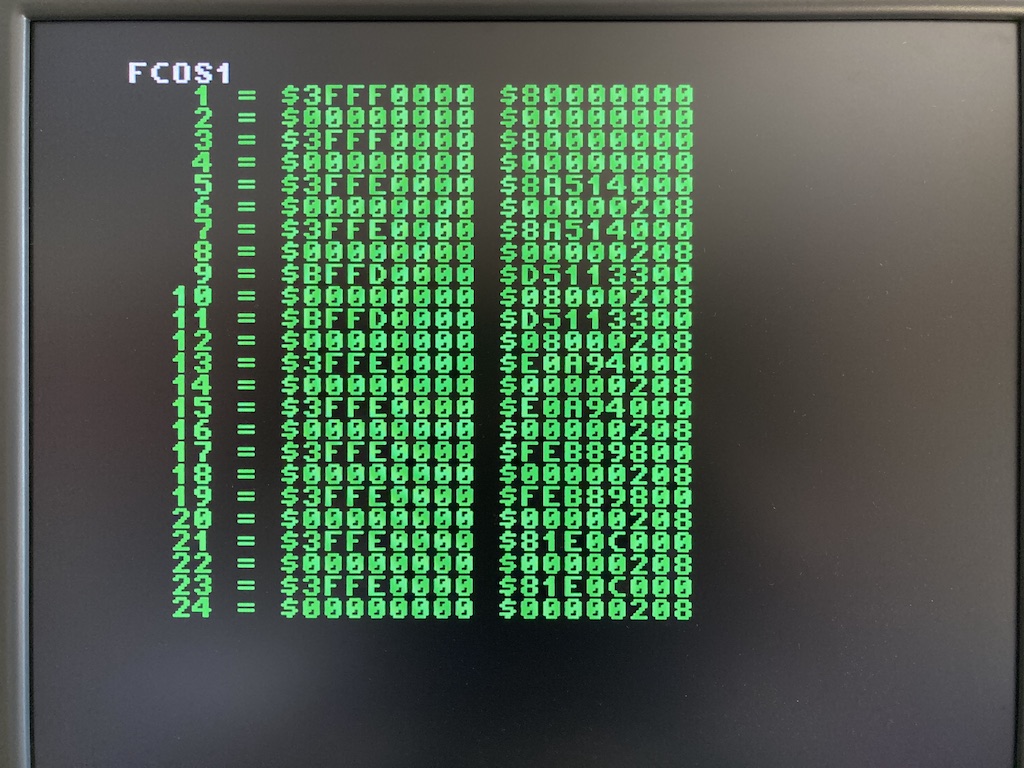 FCOS1
1 = $3FFF0000 $80000000
2 = $00000000 $00000000
3 = $3FFF0000 $80000000
4 = $00000000 $00000000
5 = $3FFE0000 $8A514000
6 = $00000000 $00000208
7 = $3FFE0000 $8A514000
8 = $00000000 $00000208
9 = $BFFD0000 $D5113300
10 = $00000000 $08000208
11 = $BFFD0000 $D5113300
12 = $00000000 $08000208
13 = $3FFE0000 $E0A94000
14 = $00000000 $00000208
15 = $3FFE0000 $E0A94000
16 = $00000000 $00000208
17 = $3FFE0000 $FEB89800
18 = $00000000 $00000208
19 = $3FFE0000 $FEB89800
20 = $00000000 $00000208
21 = $3FFE0000 $81E0C000
22 = $00000000 $00000208
23 = $3FFE0000 $81E0C000
24 = $00000000 $00000208